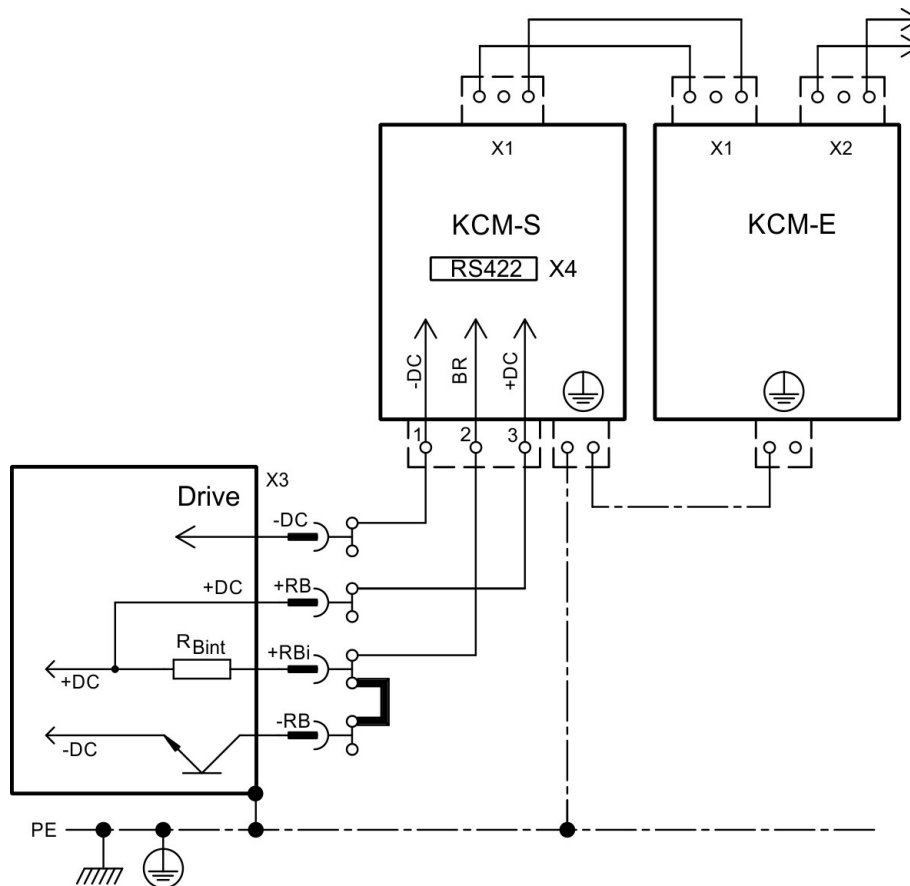 X1
X1
X2
KCM-S
KCM-E
RS422
X4
-DC
BR
+DC
1
2
3
X3
Drive
-DC
+DC
+RB
RBint
+RBi
+DC
-RB
-DC
PE